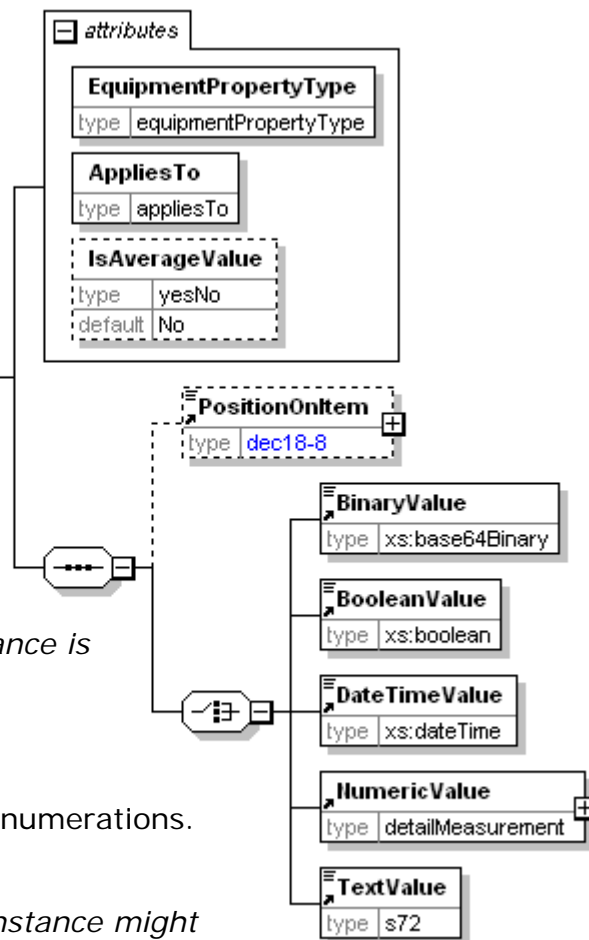 attributes
EquipmentPropertyType
type equipmentPropertyType
AppliesTo
type appliesTo
IsAverageValue
type yesNo
default No
PositionOnItem
type dec18-8
BinaryValue
type xs:base64Binary
BooleanValue
type xs:boolean
ance is
DateTimeValue
type xs:dateTime
numerations.
NumericValue
type detailMeasurement
nstance might
TextValue
type s72